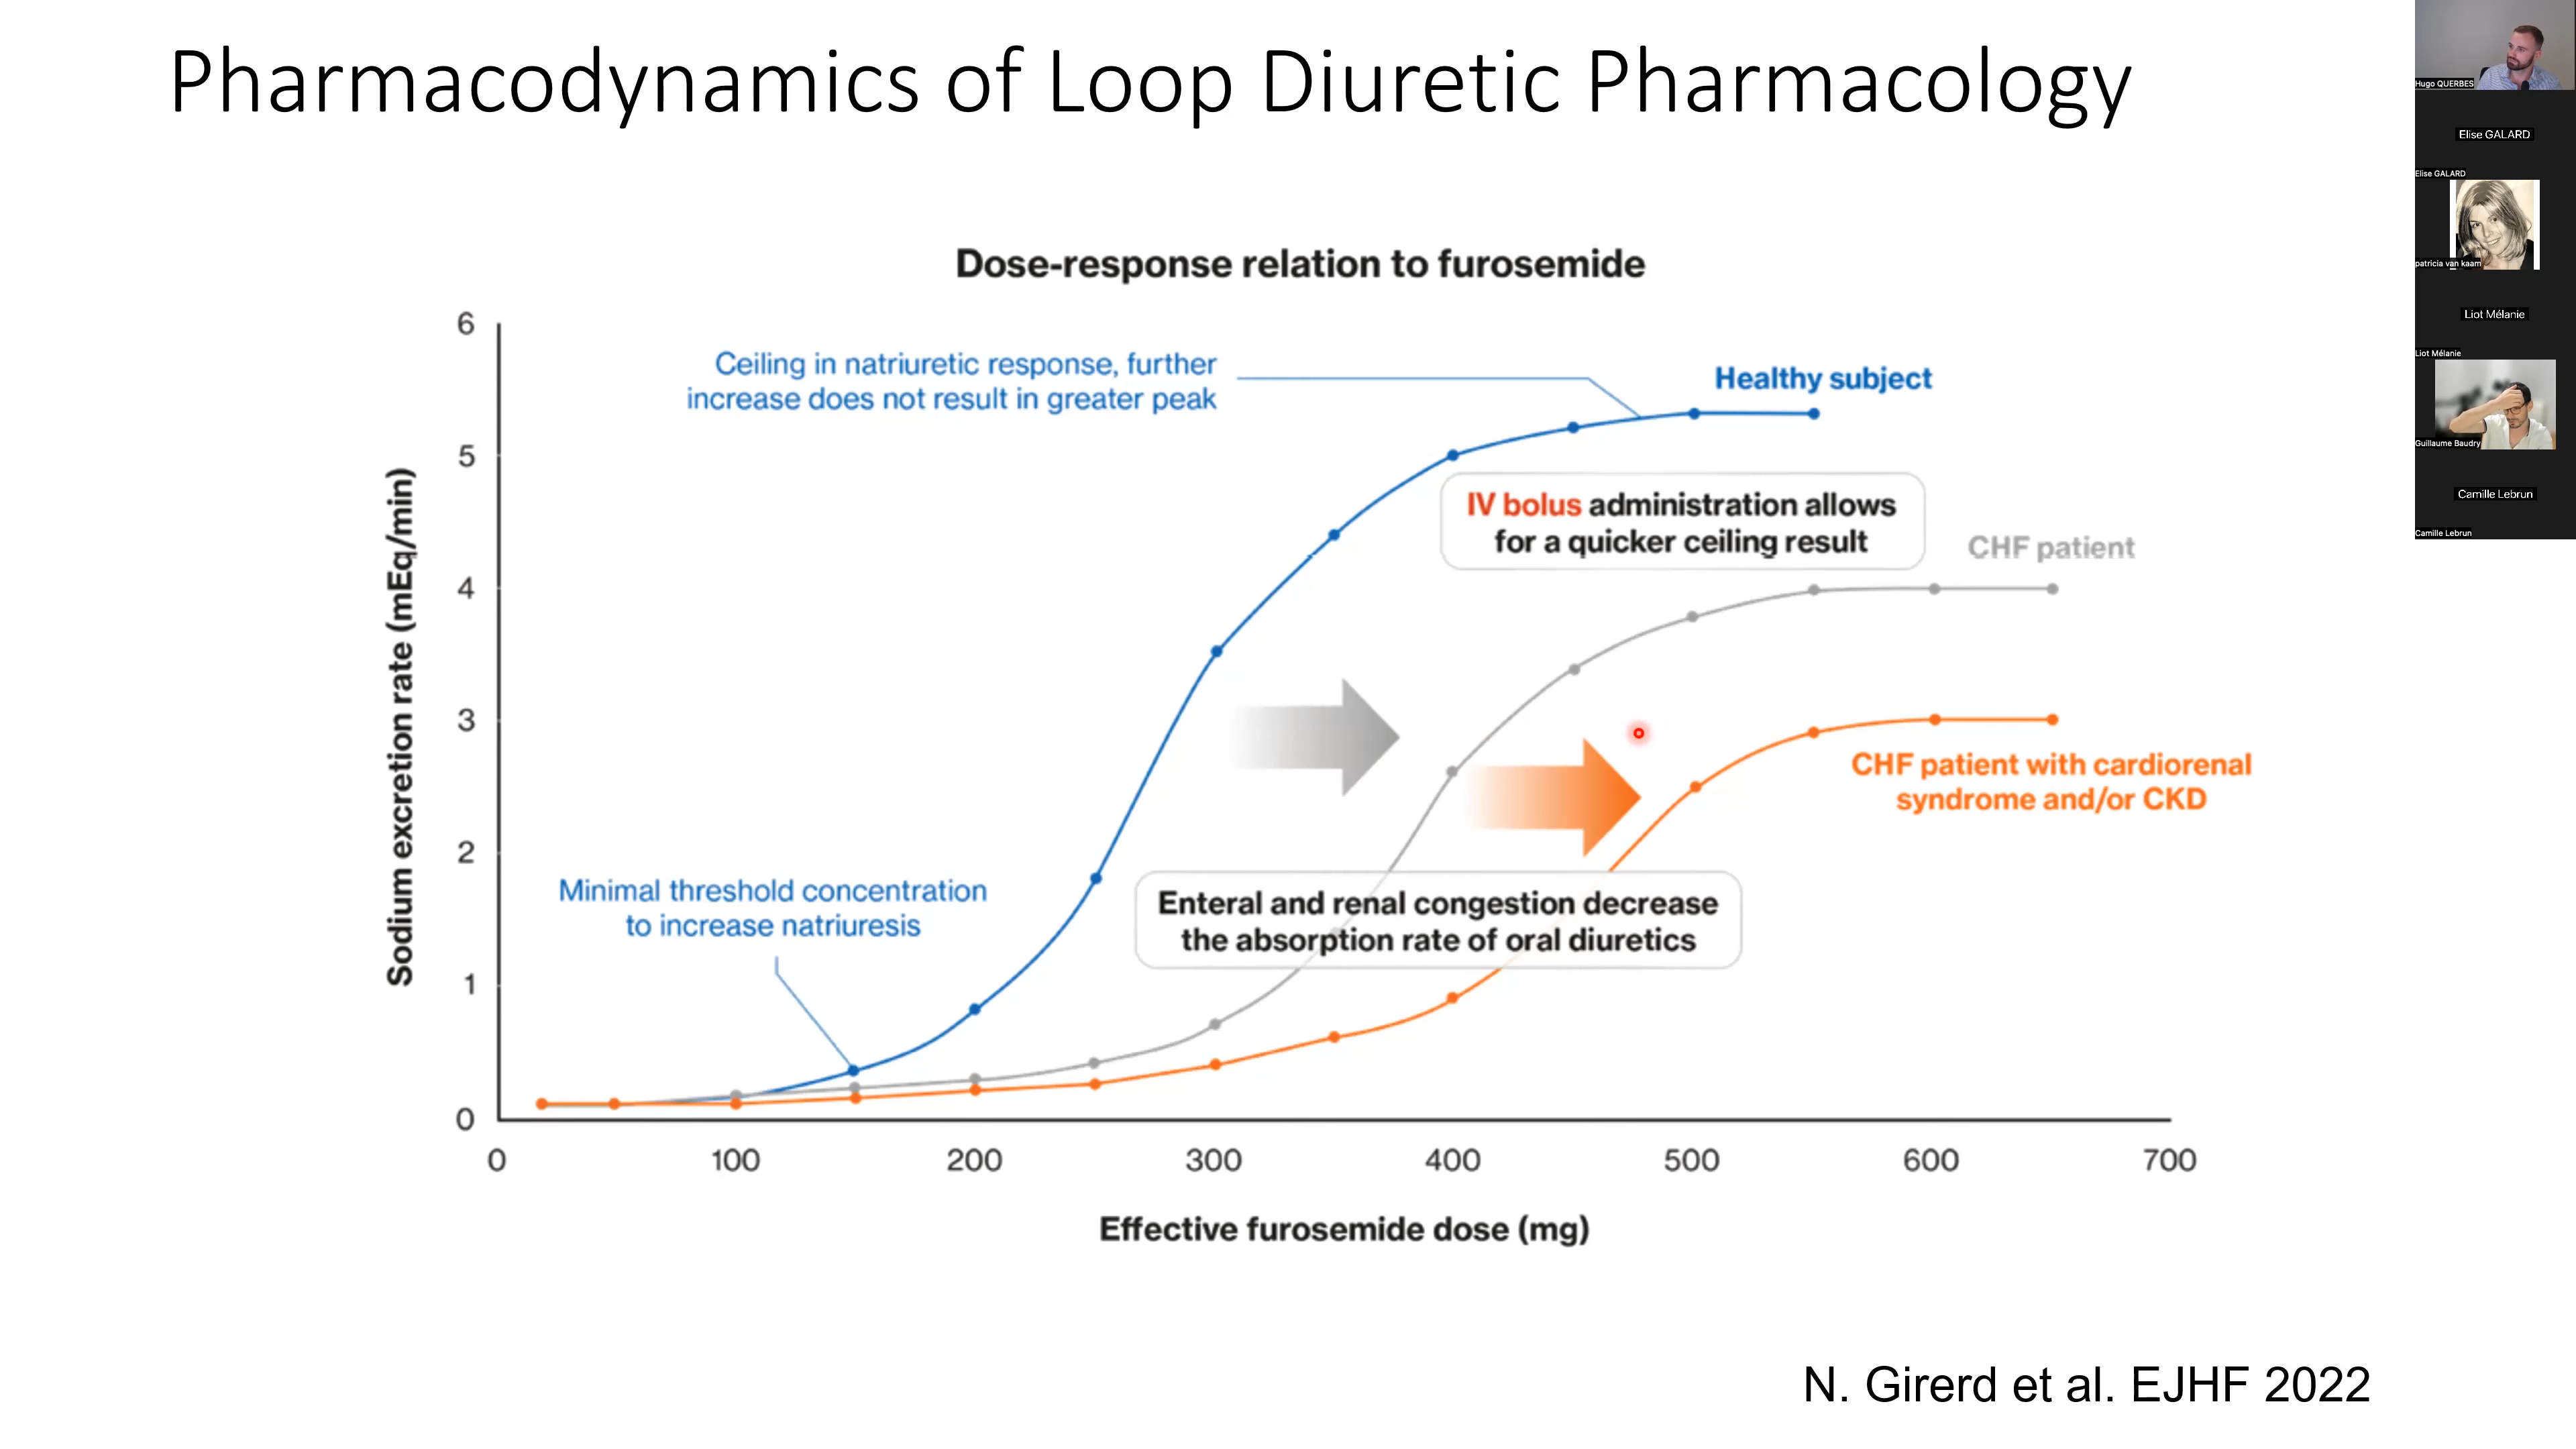 Pharmacodynamics of Loop Diuretic Pharmacology
Dose-response relation to furosemide
6
5
4
3
2
1
0
Sodium excretion rate (mEq/min)
Ceiling in natriuretic response, further
increase does not result in greater peak
Healthy subject
IV bolus administration allows
for a quicker ceiling result
CHF patient
CHF patient with cardiorenal
syndrome and/or CKD
Minimal threshold concentration
to increase natriuresis
Enteral and renal congestion decrease
the absorption rate of oral diuretics
0 100 200 300 400 500 600 700
Effective furosemide dose (mg)
N. Girerd et al. EJHF 2022
Hugo QUERBES
Elise GALARD
Elise GALARD
patricia van kaam
Liot Mélanie
Liot Mélanie
Guillaume Baudry
Camille Lebrun
Camille Lebrun